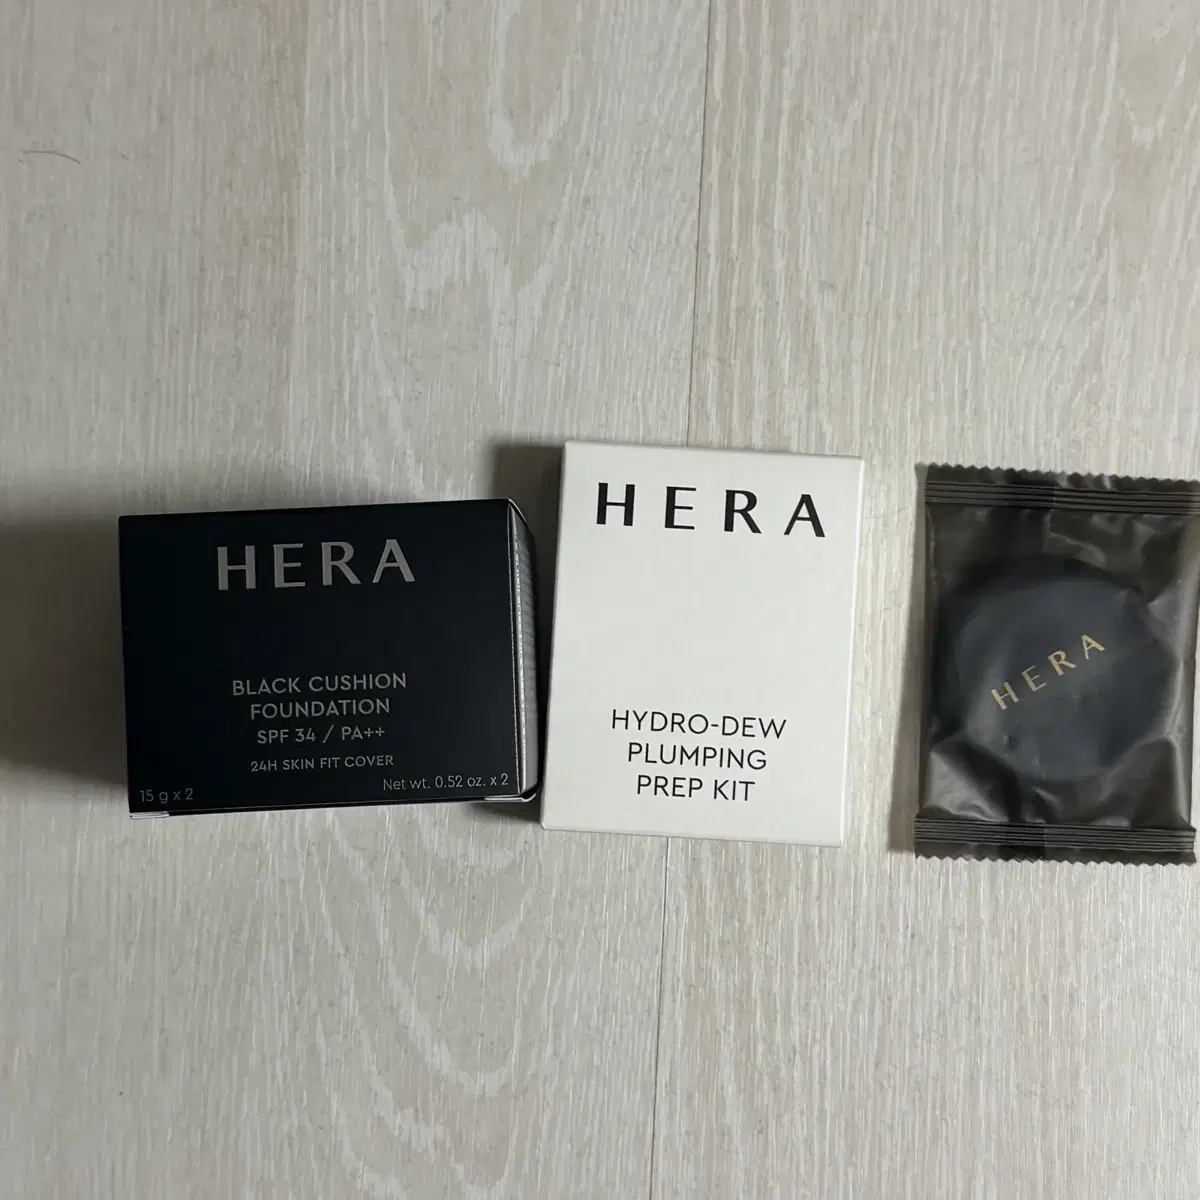 HERA
BLACK CUSHION
FOUNDATION
SPF 34 / PA++
24H SKIN FIT COVER
15 g x 2
Net wt. 0.52 oz. x 2
HERA
HYDRO-DEW
PLUMPING
PREP KIT
HERA